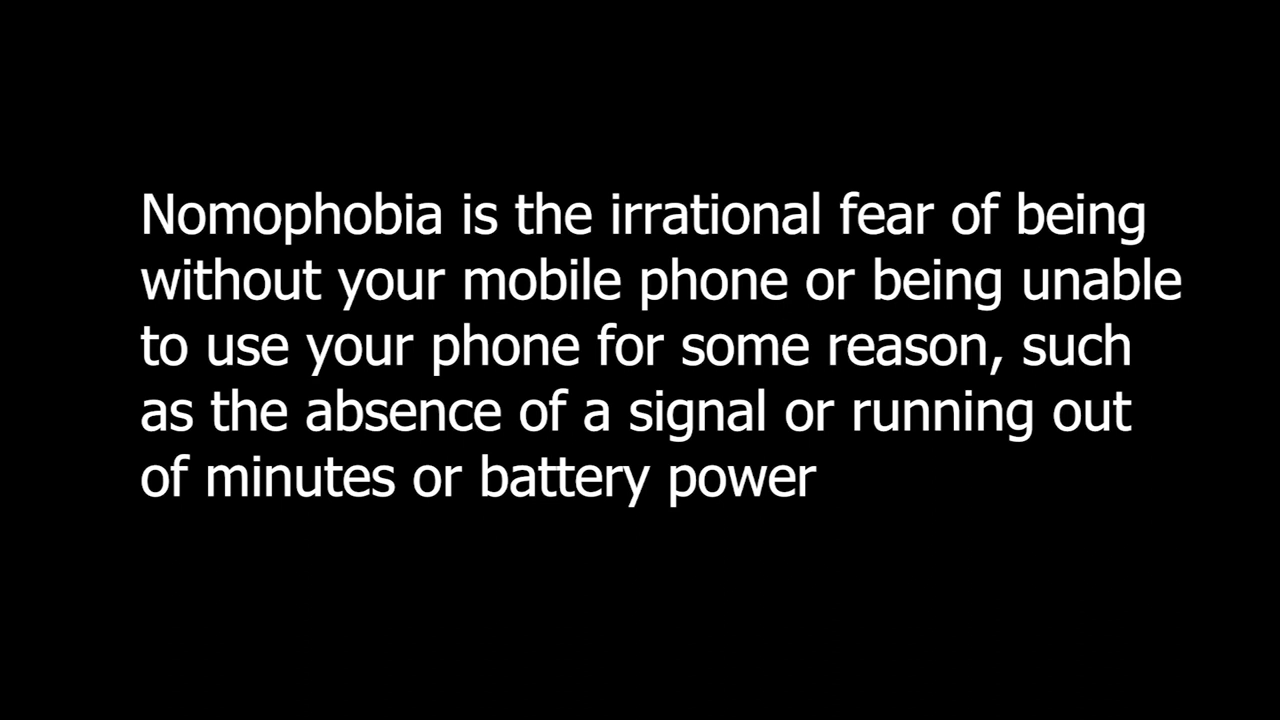 Nomophobia is the irrational fear of being
without your mobile phone or being unable
to use your phone for some reason, such
as the absence of a signal or running out
of minutes or battery power